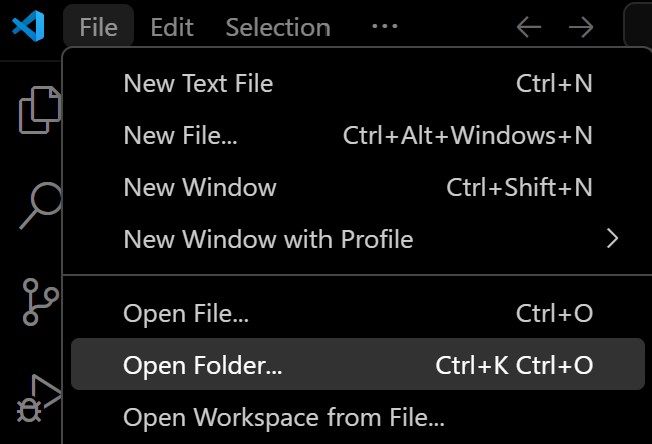 File Edit Selection ···
New Text File Ctrl+N
New File... Ctrl+Alt+Windows+N
New Window Ctrl+Shift+N
New Window with Profile
Open File... Ctrl+O
Open Folder... Ctrl+K Ctrl+O
Open Workspace from File...